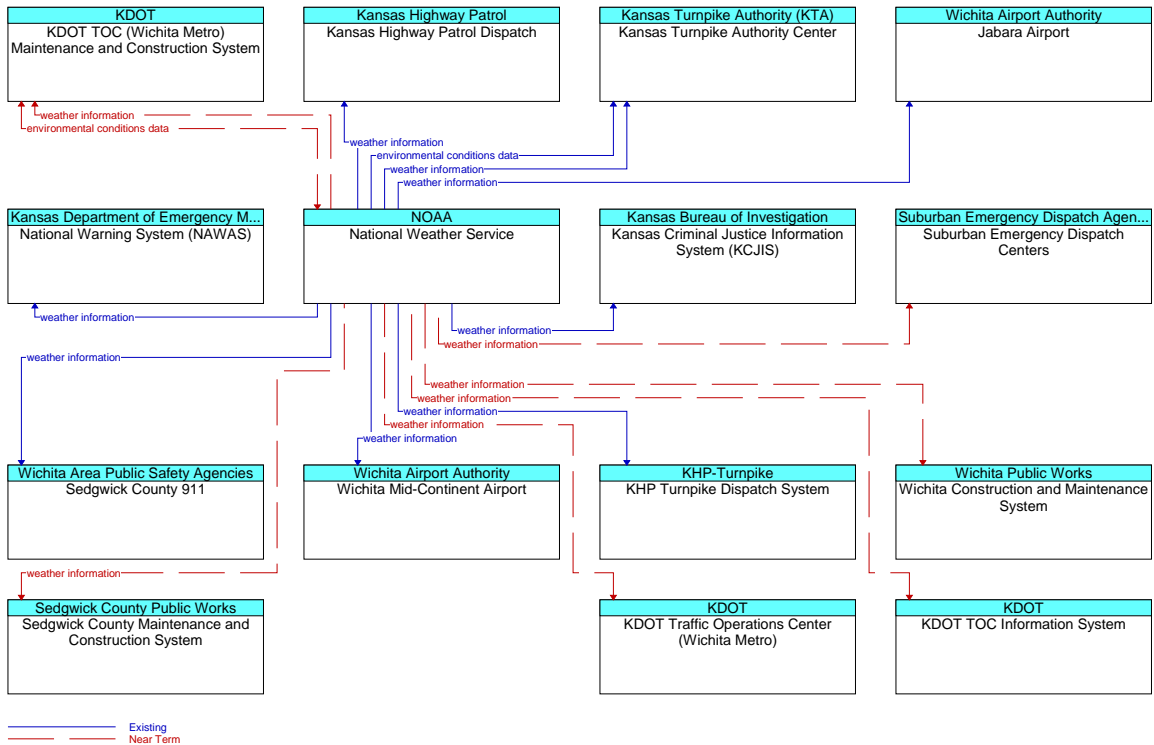 KDOT
KDOT TOC (Wichita Metro)
Maintenance and Construction System
Kansas Highway Patrol
Kansas Highway Patrol Dispatch
Kansas Turnpike Authority (KTA)
Kansas Turnpike Authority Center
Wichita Airport Authority
Jabara Airport
weather information
environmental conditions data
weather information
environmental conditions data
weather information
weather information
Kansas Department of Emergency M...
National Warning System (NAWAS)
NOAA
National Weather Service
Kansas Bureau of Investigation
Kansas Criminal Justice Information
System (KCJIS)
Suburban Emergency Dispatch Agen...
Suburban Emergency Dispatch
Centers
weather information
weather information
weather information
weather information
weather information
weather information
weather information
weather information
weather information
Wichita Area Public Safety Agencies
Sedgwick County 911
Wichita Airport Authority
Wichita Mid-Continent Airport
KHP-Turnpike
KHP Turnpike Dispatch System
Wichita Public Works
Wichita Construction and Maintenance
System
weather information
Sedgwick County Public Works
Sedgwick County Maintenance and
Construction System
KDOT
KDOT Traffic Operations Center
(Wichita Metro)
KDOT
KDOT TOC Information System
Existing
Near Term